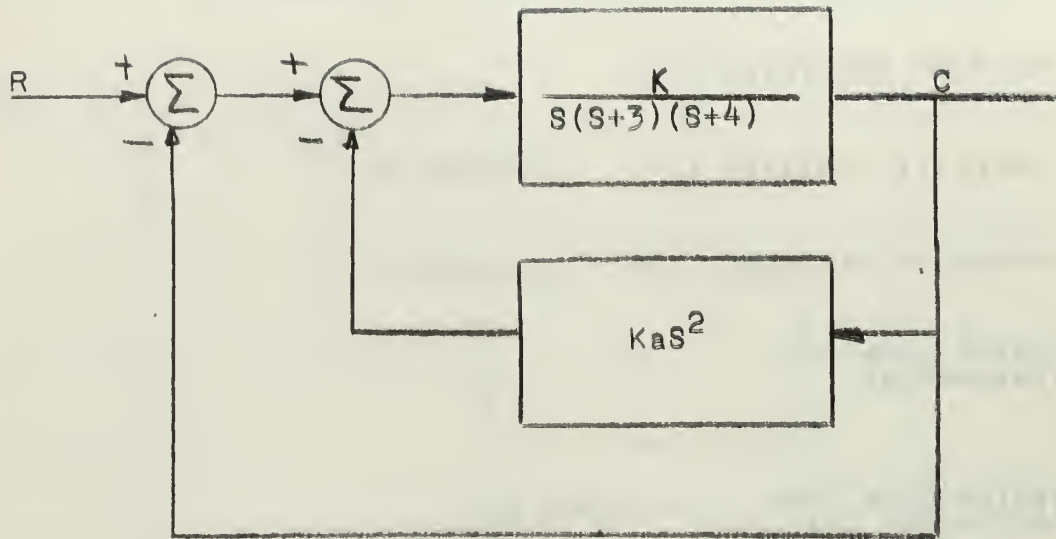 R
+
Σ
−
+
Σ
−
K
S(S+3)(S+4)
C
KaS²
−